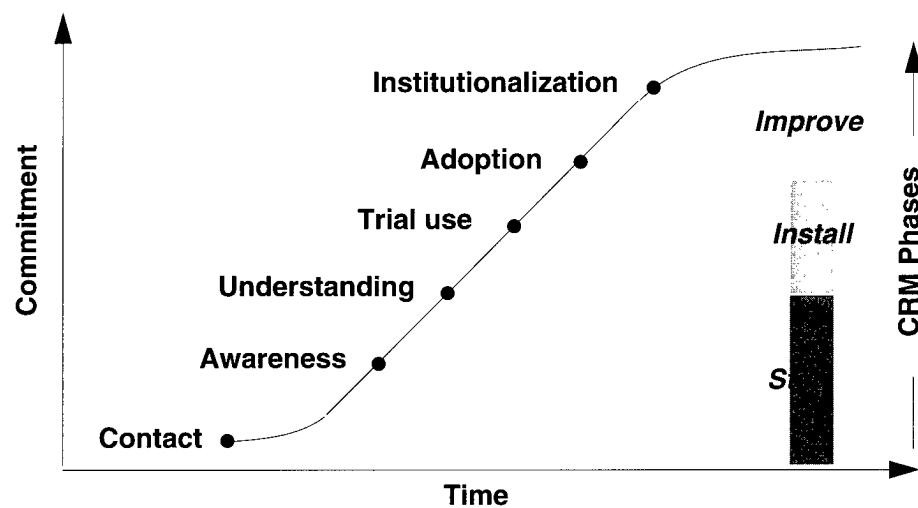 Institutionalization
Improve
Adoption
Trial use
Install
Understanding
Awareness
Contact
Commitment
CRM Phases
Time